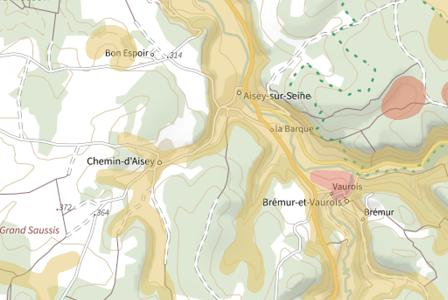 Bon Espoir
314
Aisey-sur-Seine
la Barque
Chemin-d'Aisey
Vaurois
Brémur-et-Vaurois
Brémur
372
364
Grand Saussis